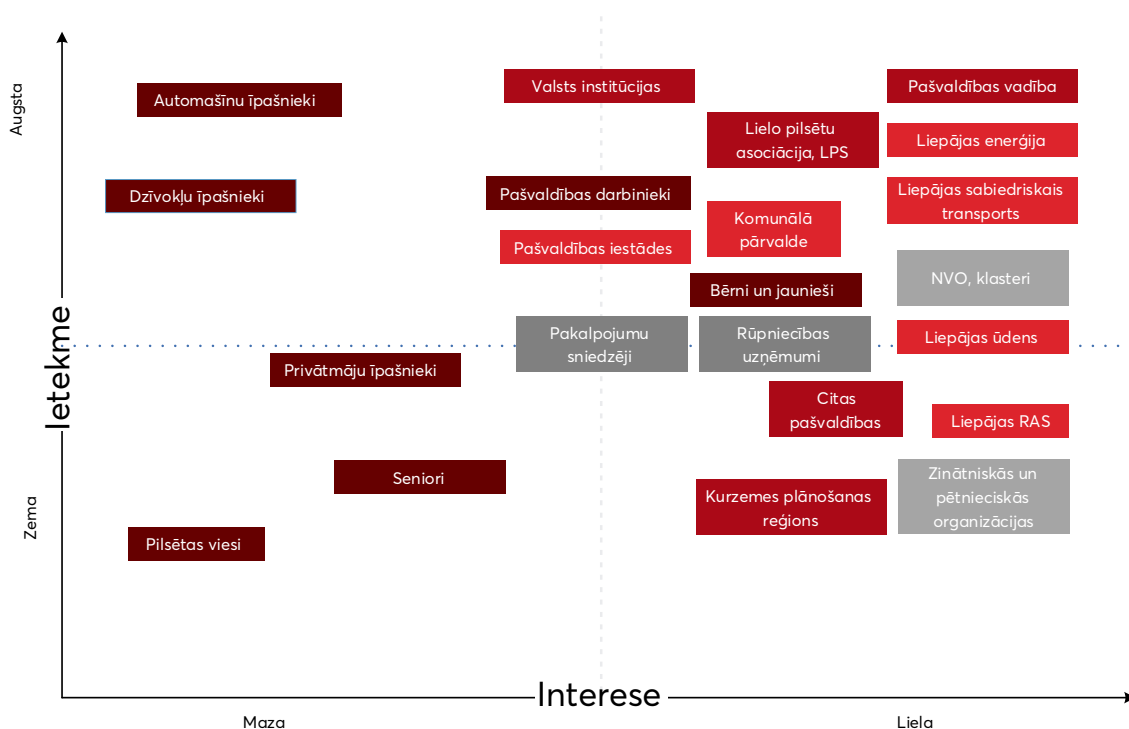 Augsta
Automašīnu īpašnieki
Valsts institūcijas
Pašvaldības vadība
Lielo pilsētu
asociācija, LPS
Liepājas enerģija
Dzīvokļu īpašnieki
Pašvaldības darbinieki
Liepājas sabiedriskais
transports
Komunālā
pārvalde
Pašvaldības iestādes
NVO, klasteri
Bērni un jaunieši
Ietekme
Pakalpojumu
sniedzēji
Rūpniecības
uzņēmumi
Liepājas ūdens
Privātmāju īpašnieki
Citas
pašvaldības
Liepājas RAS
Seniori
Zinātniskās un
pētnieciskās
organizācijas
Kurzemes plānošanas
reģions
Zema
Pilsētas viesi
Interese
Maza
Liela